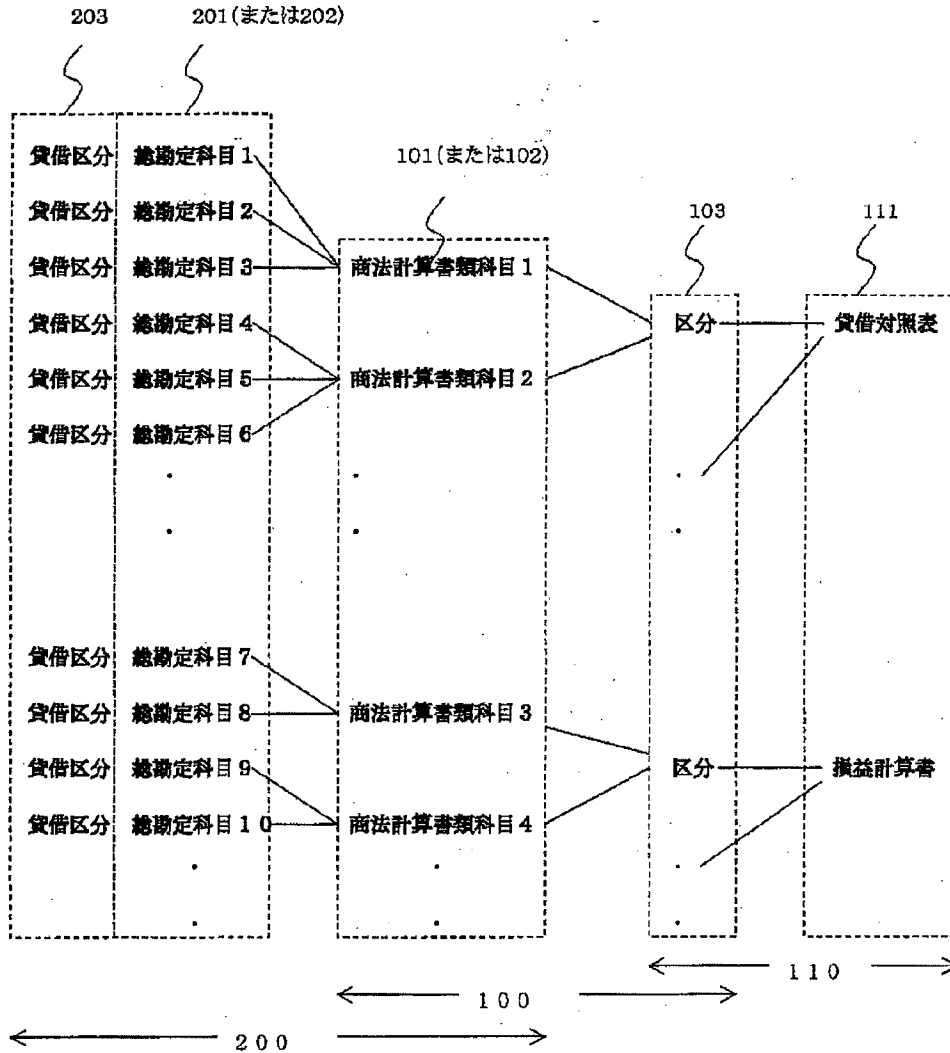 203 201(または202)
101(または102)
103 111
貸借区分 総勘定科目1
貸借区分 総勘定科目2
貸借区分 総勘定科目3 商法計算書類科目1
貸借区分 総勘定科目4 区分 貸借対照表
貸借区分 総勘定科目5 商法計算書類科目2
貸借区分 総勘定科目6
貸借区分 総勘定科目7
貸借区分 総勘定科目8 商法計算書類科目3
貸借区分 総勘定科目9 区分 損益計算書
貸借区分 総勘定科目10 商法計算書類科目4
110
100
200